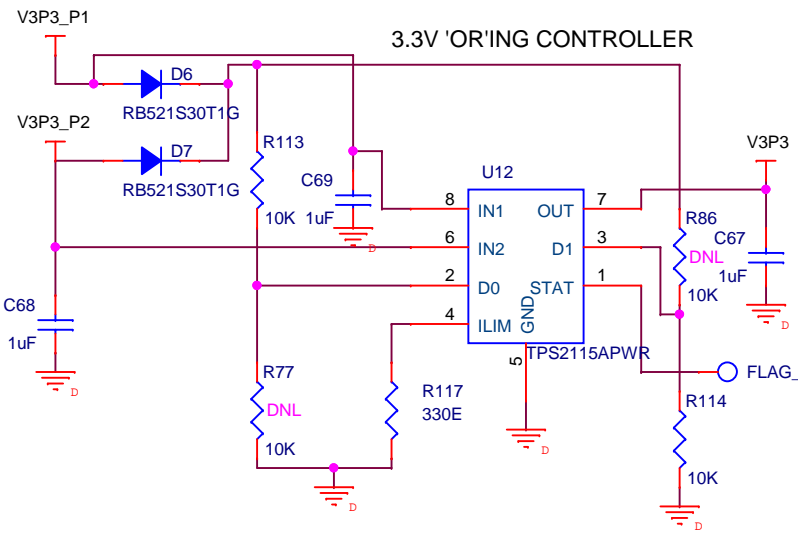 V3P3_P1
3.3V 'OR'ING CONTROLLER
D6
RB521S30T1G
V3P3_P2
D7
RB521S30T1G
R113
10K
C69
1uF
D
U12
V3P3
8
IN1
OUT
7
6
IN2
D1
3
2
D0
STAT
1
4
ILIM
GND
5
TPS2115APWR
R86
DNL
10K
C67
1uF
D
C68
1uF
D
R77
DNL
10K
R117
330E
D
D
FLAG_
R114
10K
D